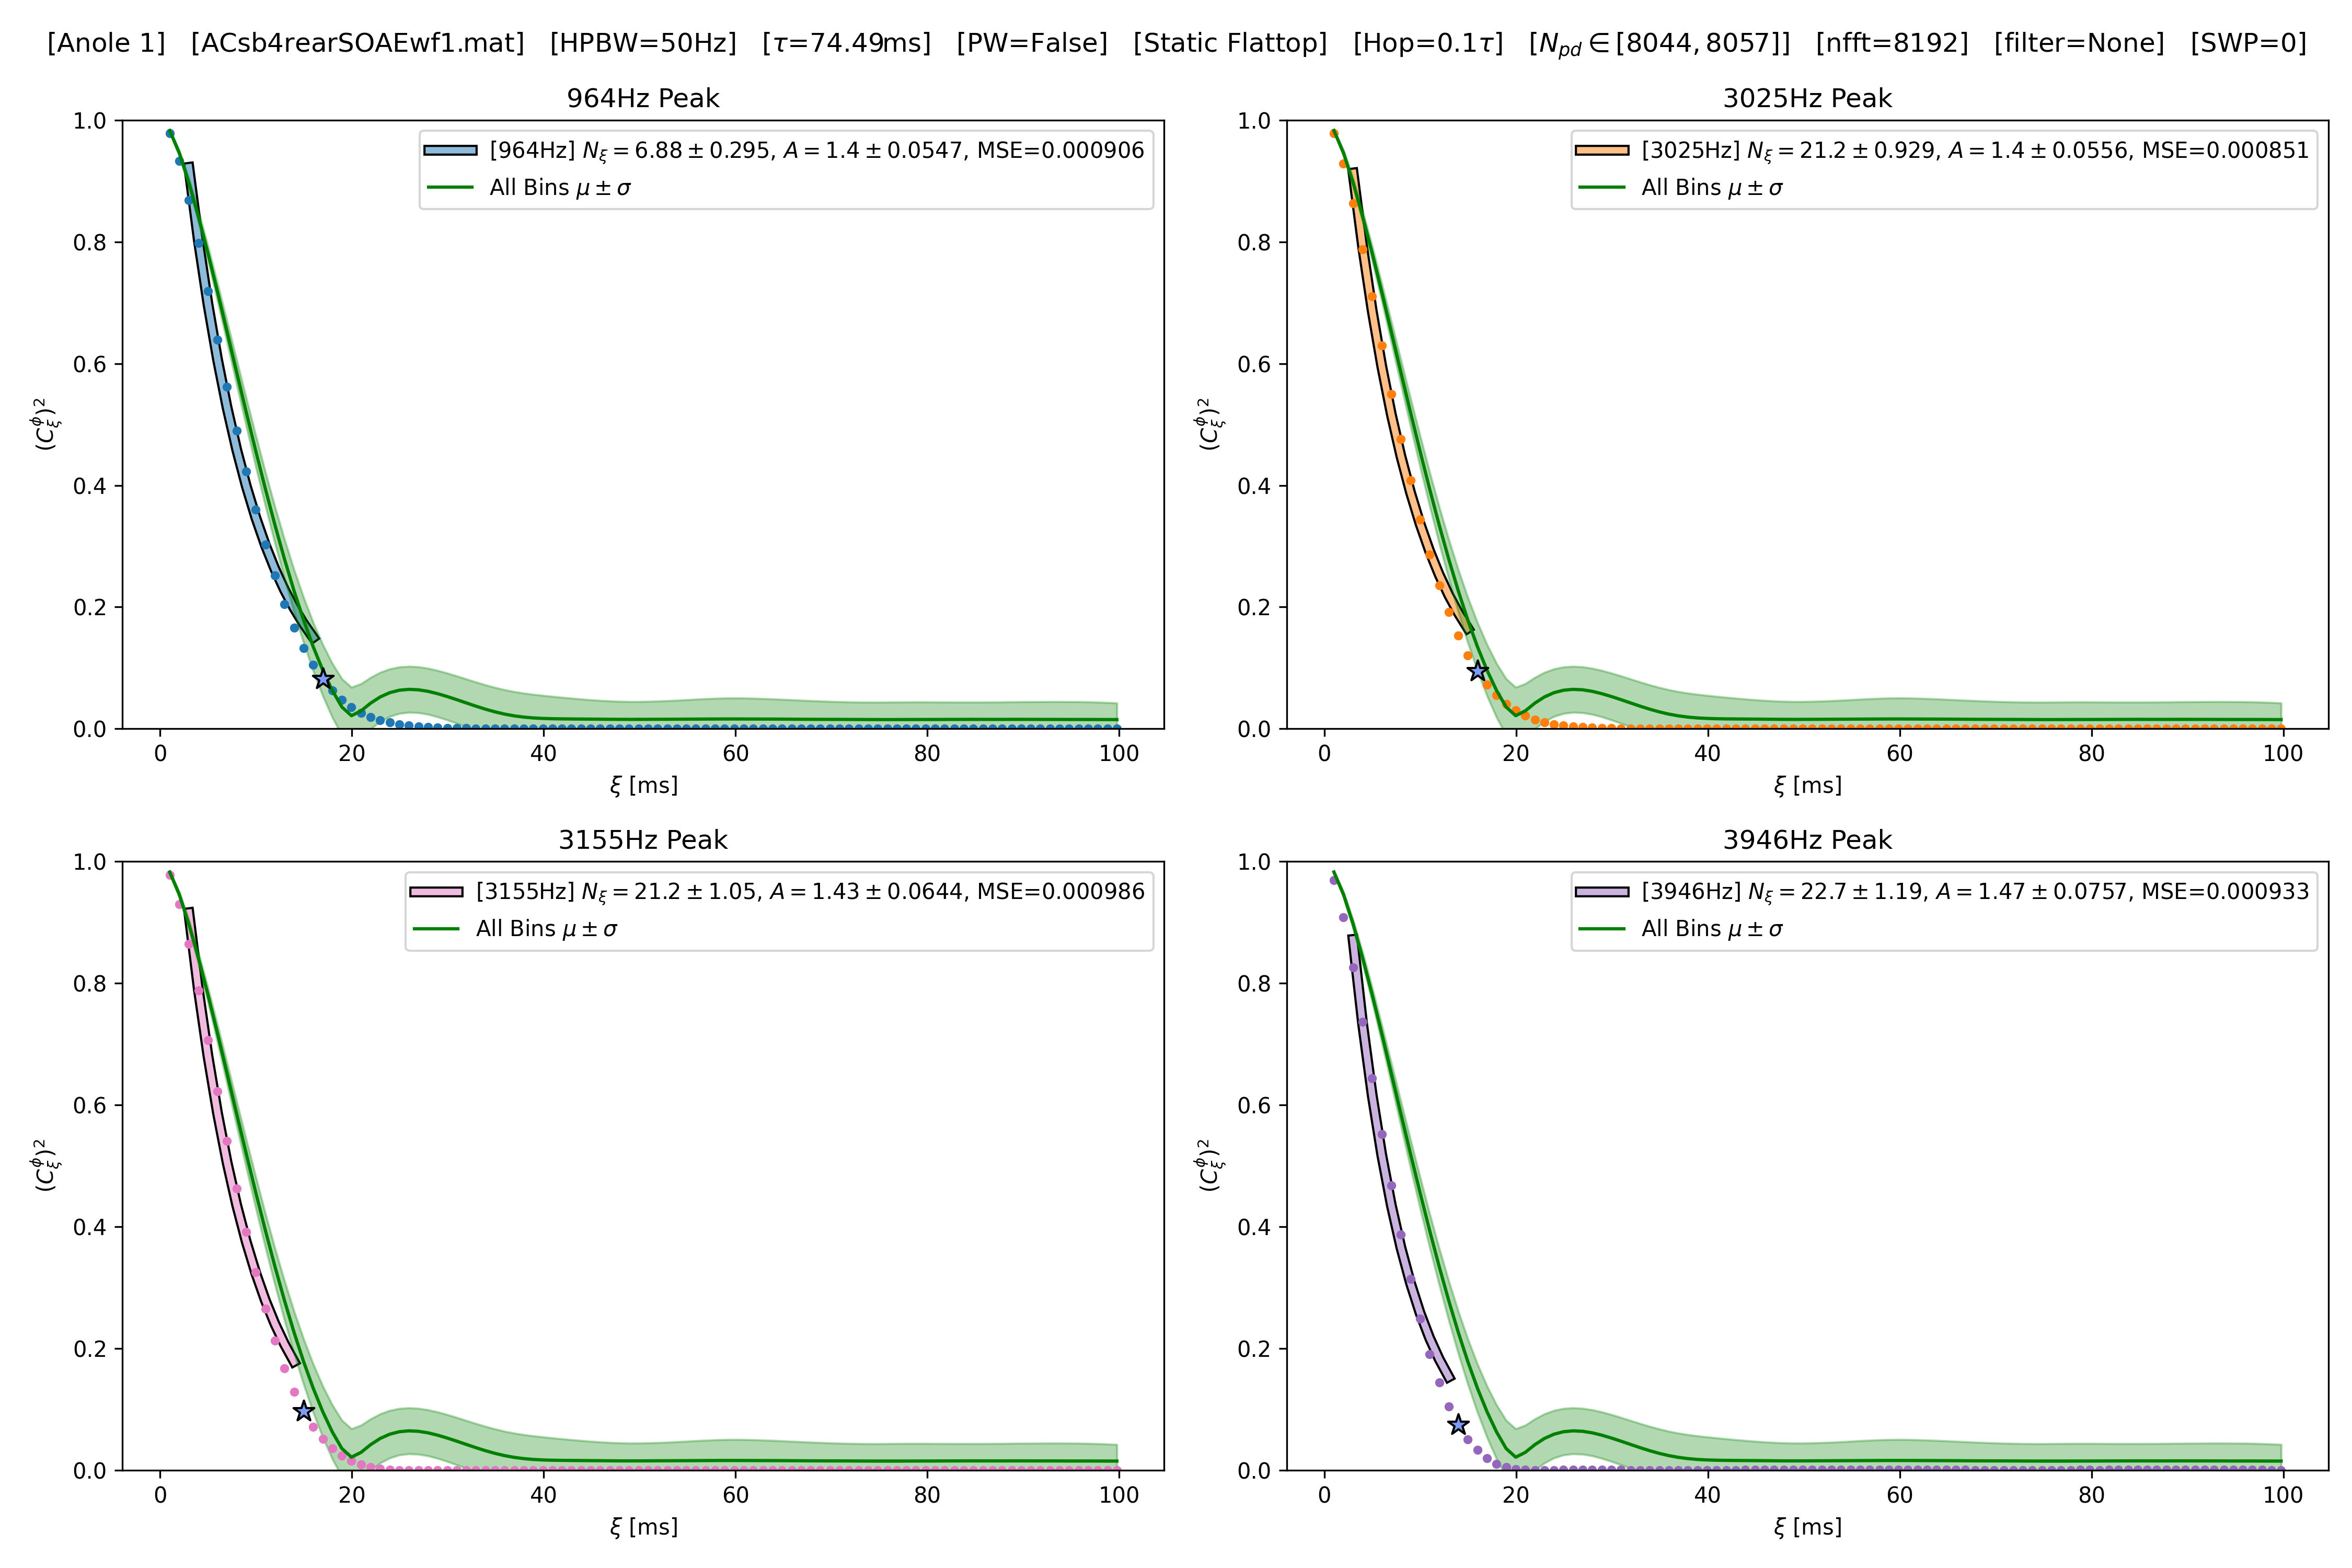 [Anole 1] [ACsb4rearSOAEwf1.mat] [HPBW=50Hz] [τ=74.49ms] [PW=False] [Static Flattop] [Hop=0.1τ] [N_pd ∈ [8044, 8057]] [nfft=8192] [filter=None] [SWP=0]
964Hz Peak
[964Hz] N_ξ = 6.88 ± 0.295, A = 1.4 ± 0.0547, MSE=0.000906
All Bins μ ± σ
1.0
0.8
0.6
0.4
0.2
0.0
(C_ξ^ϕ)²
0 20 40 60 80 100
ξ [ms]
3025Hz Peak
[3025Hz] N_ξ = 21.2 ± 0.929, A = 1.4 ± 0.0556, MSE=0.000851
All Bins μ ± σ
1.0
0.8
0.6
0.4
0.2
0.0
(C_ξ^ϕ)²
0 20 40 60 80 100
ξ [ms]
3155Hz Peak
[3155Hz] N_ξ = 21.2 ± 1.05, A = 1.43 ± 0.0644, MSE=0.000986
All Bins μ ± σ
1.0
0.8
0.6
0.4
0.2
0.0
(C_ξ^ϕ)²
0 20 40 60 80 100
ξ [ms]
3946Hz Peak
[3946Hz] N_ξ = 22.7 ± 1.19, A = 1.47 ± 0.0757, MSE=0.000933
All Bins μ ± σ
1.0
0.8
0.6
0.4
0.2
0.0
(C_ξ^ϕ)²
0 20 40 60 80 100
ξ [ms]